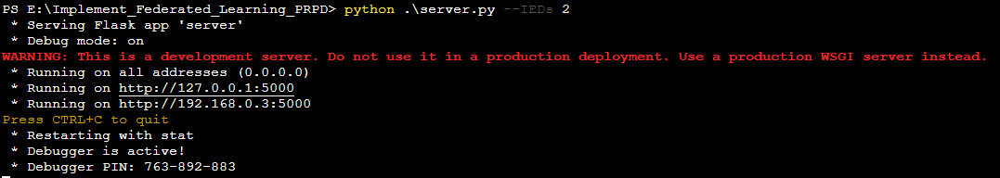 PS E:\Implement_Federated_Learning_PRPD> python .\server.py --IEDs 2
 * Serving Flask app 'server'
 * Debug mode: on
WARNING: This is a development server. Do not use it in a production deployment. Use a production WSGI server instead.
 * Running on all addresses (0.0.0.0)
 * Running on http://127.0.0.1:5000
 * Running on http://192.168.0.3:5000
Press CTRL+C to quit
 * Restarting with stat
 * Debugger is active!
 * Debugger PIN: 763-892-883